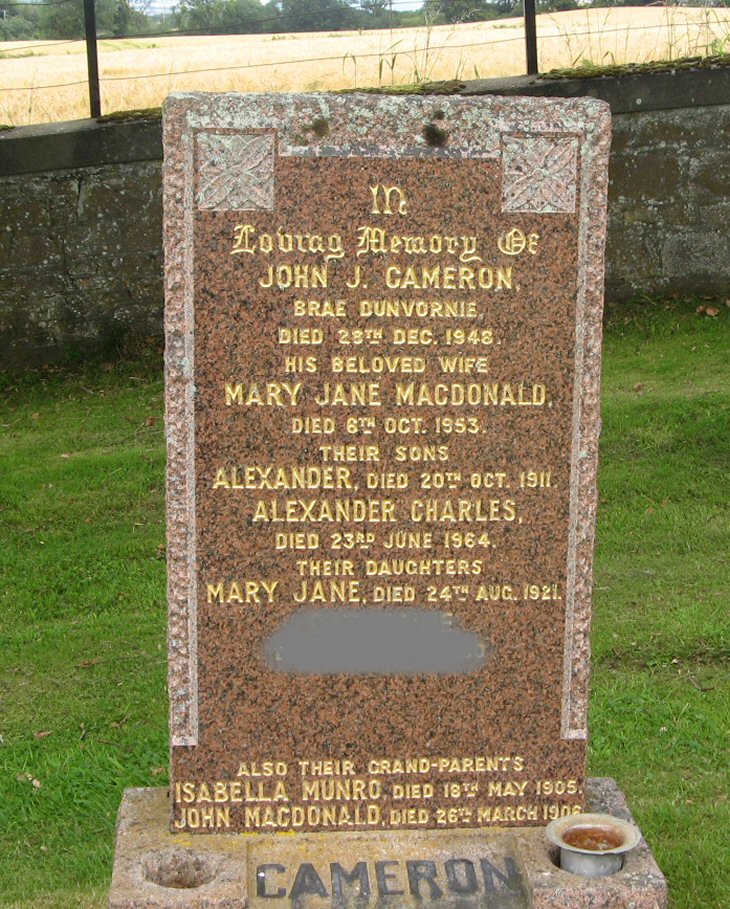 In
Loving Memory Of
JOHN J. CAMERON,
BRAE DUNVORNIE,
DIED 28TH DEC. 1948.
HIS BELOVED WIFE
MARY JANE MACDONALD,
DIED 6TH OCT. 1953.
THEIR SONS
ALEXANDER, DIED 20TH OCT. 1911.
ALEXANDER CHARLES,
DIED 23RD JUNE 1964.
THEIR DAUGHTERS
MARY JANE, DIED 24TH AUG. 1921.
ALSO THEIR GRAND-PARENTS
ISABELLA MUNRO DIED 18TH MAY 1905.
JOHN MACDONALD, DIED 26TH MARCH 1906
CAMERON